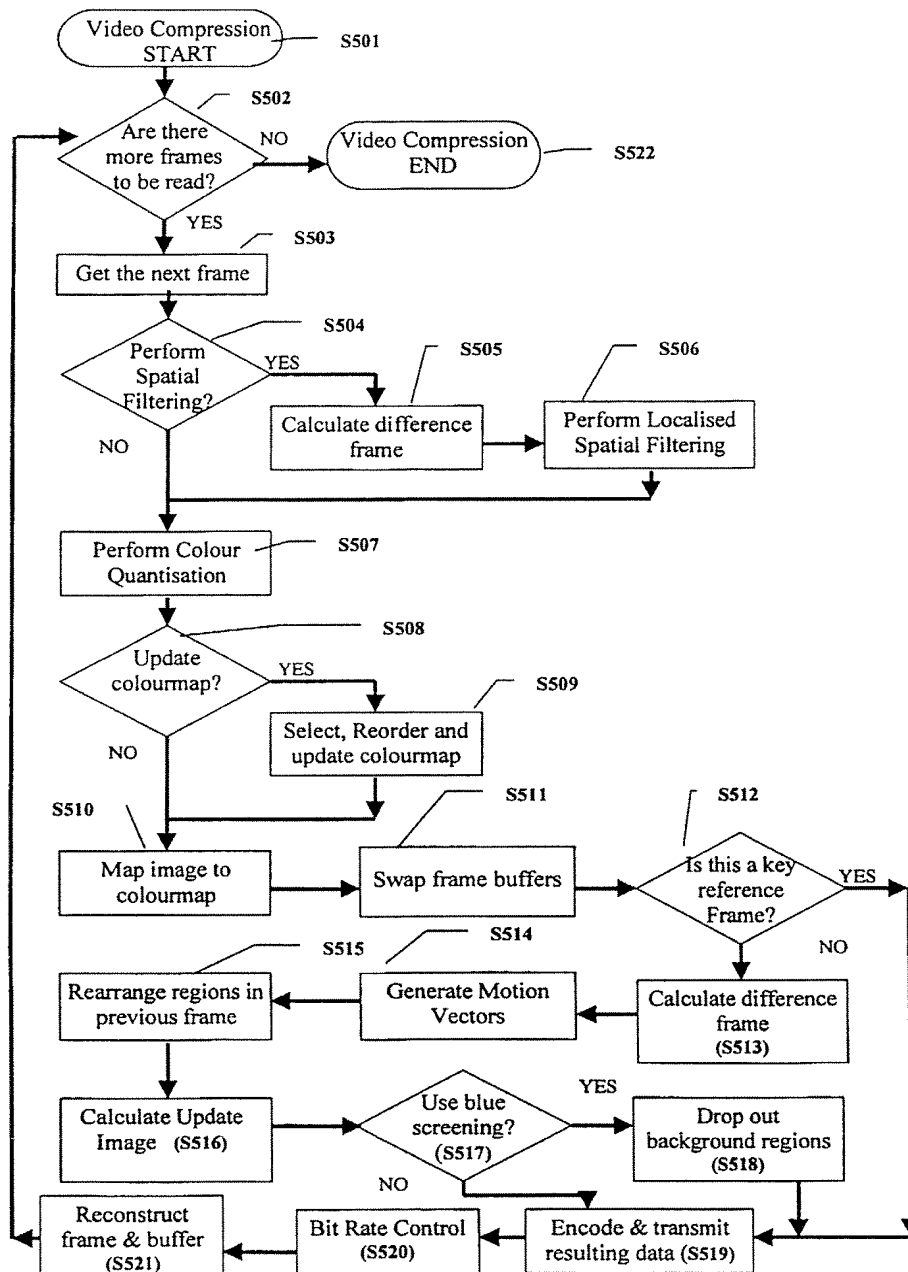 Video Compression
START
S501
S502
Are there
more frames
to be read?
NO
Video Compression
END
S522
YES
S503
Get the next frame
S504
Perform
Spatial
Filtering?
YES
S505
S506
Calculate difference
frame
Perform Localised
Spatial Filtering
NO
Perform Colour
Quantisation
S507
S508
Update
colourmap?
YES
S509
Select, Reorder and
update colourmap
NO
S510
S511
S512
Map image to
colourmap
Swap frame buffers
Is this a key
reference
Frame?
YES
NO
S515
S514
Rearrange regions in
previous frame
Generate Motion
Vectors
Calculate difference
frame
(S513)
Calculate Update
Image (S516)
Use blue
screening?
(S517)
YES
Drop out
background regions
(S518)
NO
Reconstruct
frame & buffer
(S521)
Bit Rate Control
(S520)
Encode & transmit
resulting data (S519)